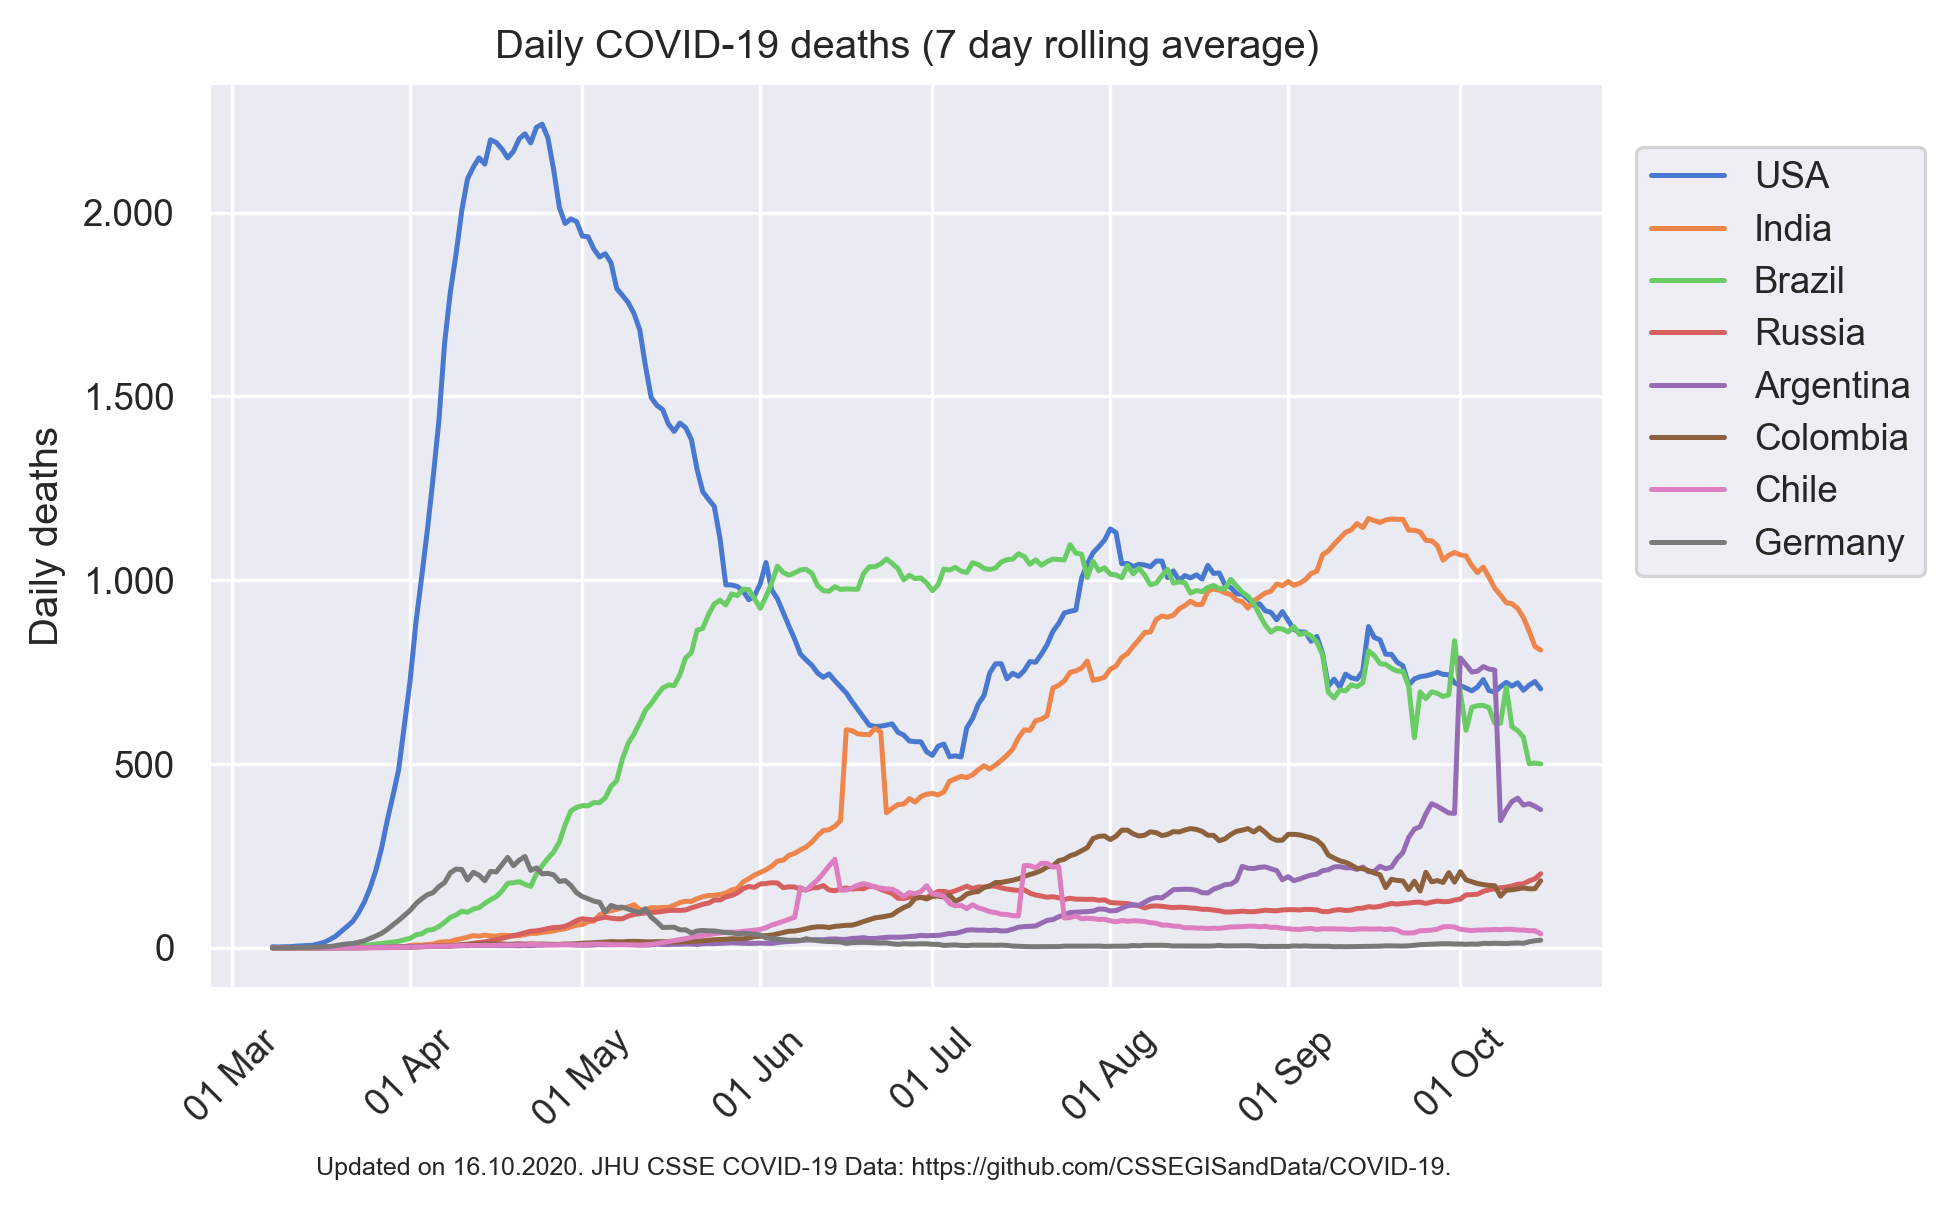 Daily COVID-19 deaths (7 day rolling average)
Daily deaths
2.000
1.500
1.000
500
0
01 Mar
01 Apr
01 May
01 Jun
01 Jul
01 Aug
01 Sep
01 Oct
USA
India
Brazil
Russia
Argentina
Colombia
Chile
Germany
Updated on 16.10.2020. JHU CSSE COVID-19 Data: https://github.com/CSSEGISandData/COVID-19.